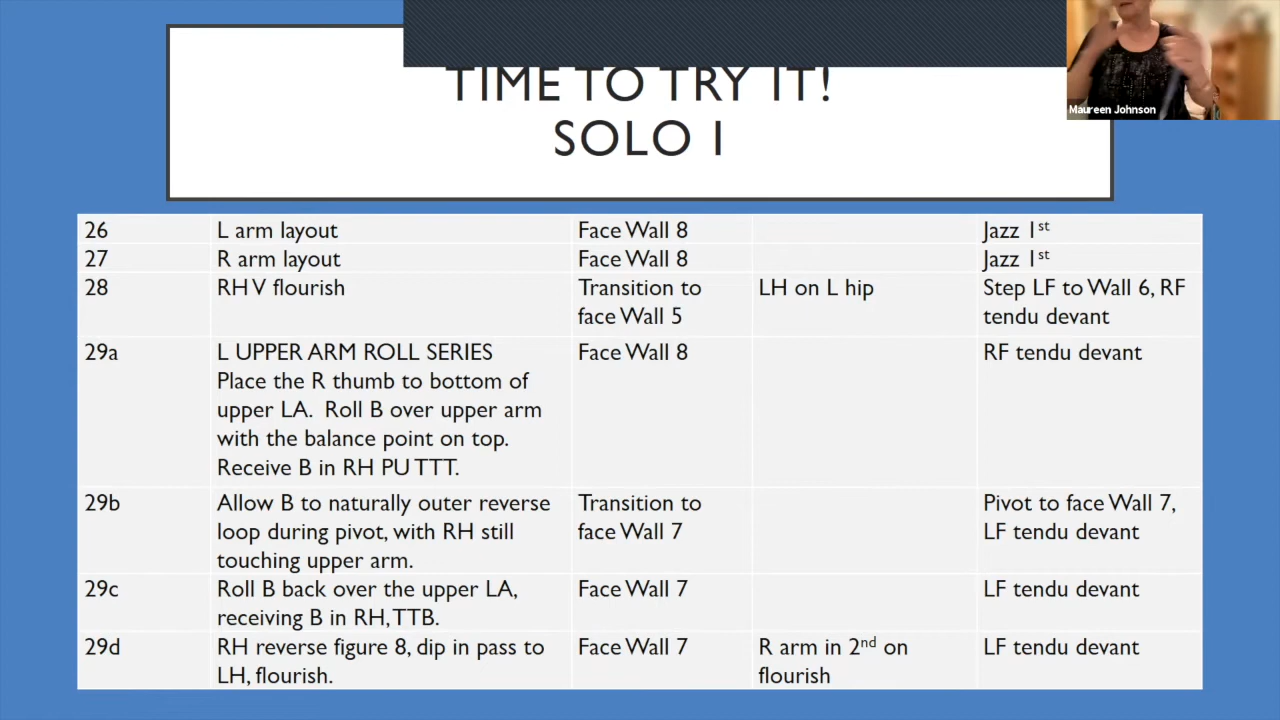 TIME TO TRY IT!
SOLO I
Maureen Johnson
26 L arm layout Face Wall 8 Jazz 1st
27 R arm layout Face Wall 8 Jazz 1st
28 RH V flourish Transition to face Wall 5 LH on L hip Step LF to Wall 6, RF tendu devant
29a L UPPER ARM ROLL SERIES Face Wall 8 RF tendu devant
Place the R thumb to bottom of
upper LA. Roll B over upper arm
with the balance point on top.
Receive B in RH PU TTT.
29b Allow B to naturally outer reverse Transition to Pivot to face Wall 7,
loop during pivot, with RH still face Wall 7 LF tendu devant
touching upper arm.
29c Roll B back over the upper LA, Face Wall 7 LF tendu devant
receiving B in RH, TTB.
29d RH reverse figure 8, dip in pass to Face Wall 7 R arm in 2nd on LF tendu devant
LH, flourish. flourish